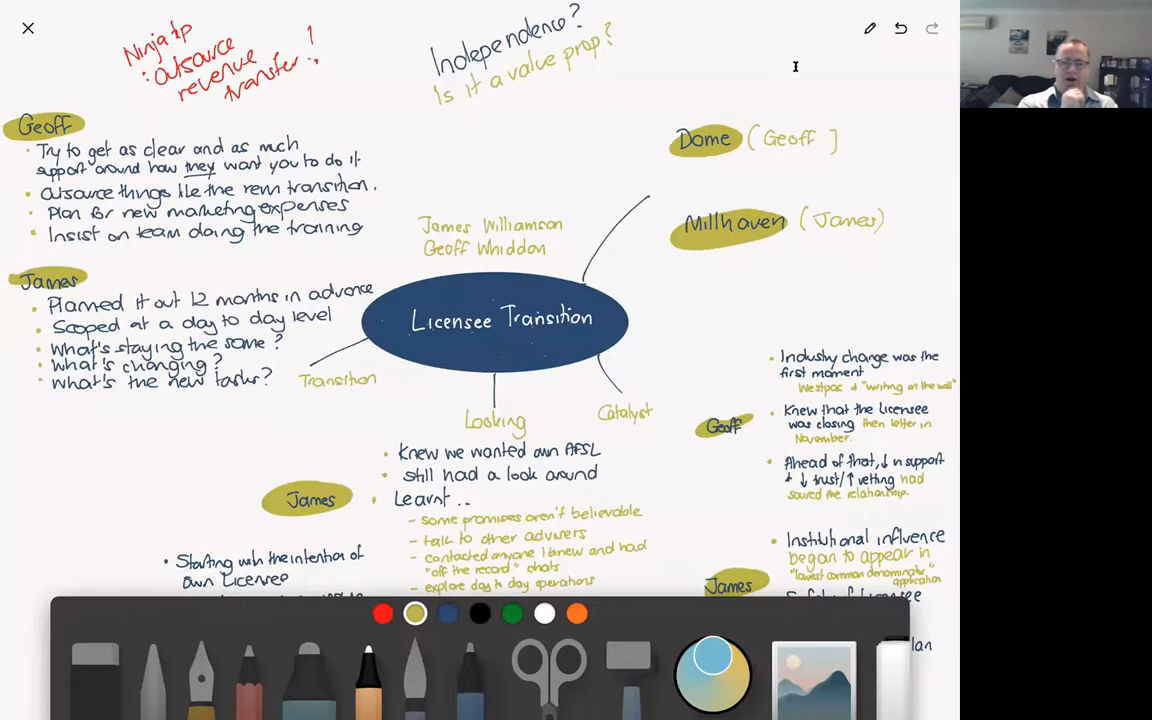 Ninja tip
: outsource
revenue
transfer !
Independence?
Is it a value prop?
Geoff
• Try to get as clear and as much
support around how they want you to do it
• Outsource things like the rem transition.
• Plan for new marketing expenses
• Insist on team doing the training
James
• Planned it out 12 months in advance
• Scoped at a day to day level
• What's staying the same?
• What's changing?
• What's the new tasks?
Dome (Geoff]
Millhaven (James)
James Williamson
Geoff Whiddon
Licensee Transition
Transition
Looking
Catalyst
• Knew we wanted own AFSL
• Still had a look around
James
• Learnt ...
- some promises aren't believable
- talk to other advisers
- contacted anyone I knew and had
"off the record" chats
- explore day to day operations
• Starting with the intention of
own Licensee
Geoff
• Industry change was the
first moment
Westpac + "writing on the wall"
• Knew that the Licensee
was closing then letter in
November.
• Ahead of that, ↓ in support
+ ↓ trust/↑ vetting had
soured the relationship.
James
• Institutional influence
began to appear in
"lowest common denominator"
application
lan